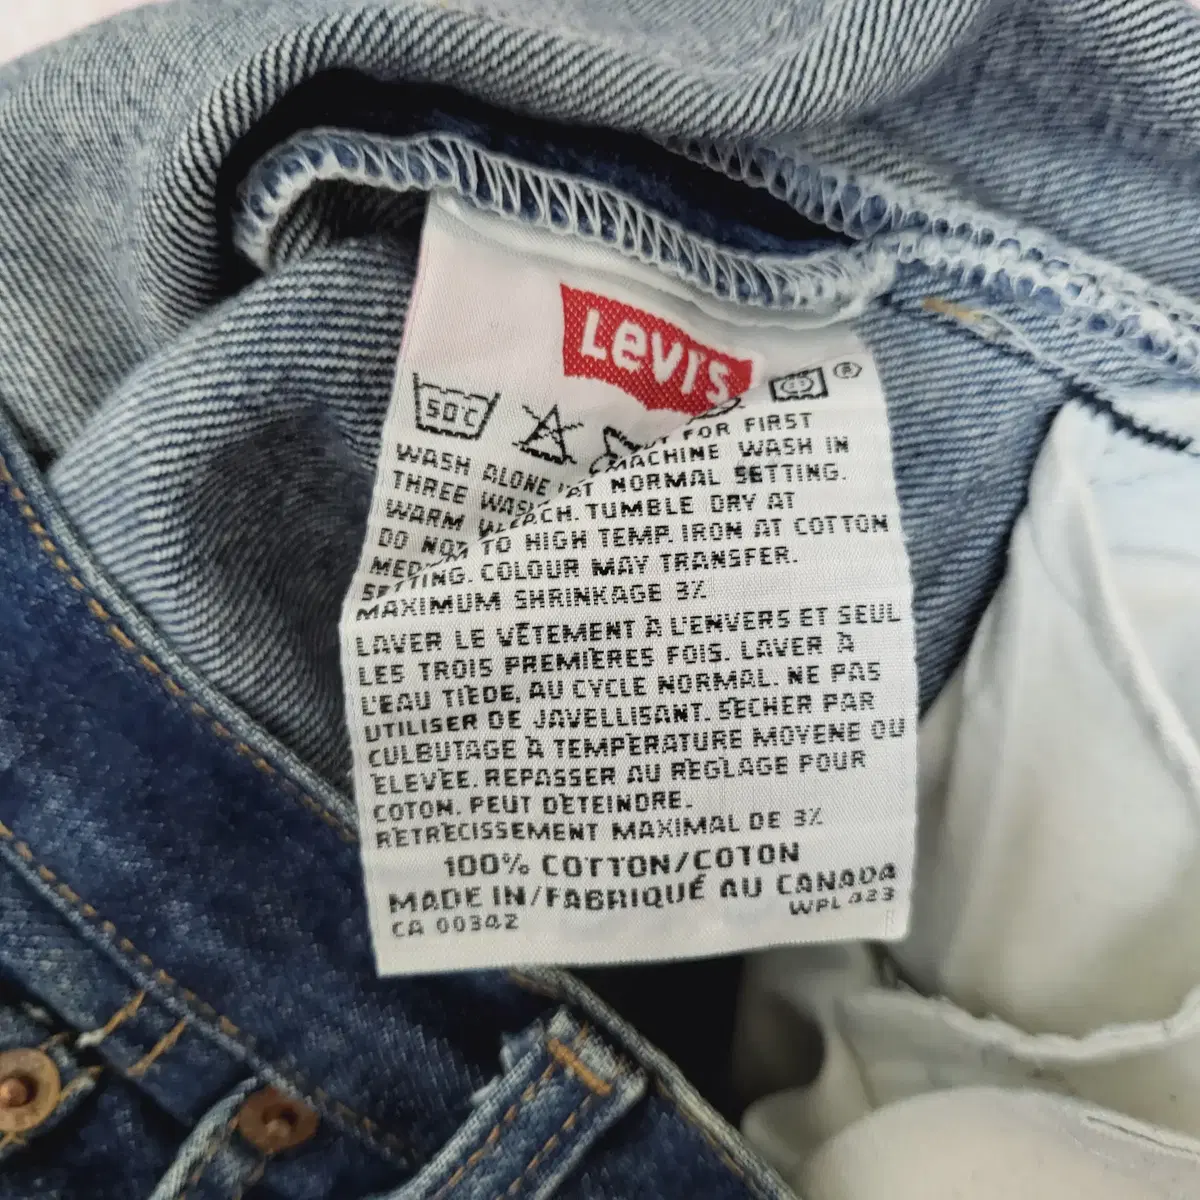 Levi's ®
50°C
FOR FIRST
WASH ALONE MACHINE WASH IN
THREE WAS AT NORMAL SETTING.
WARM TUMBLE DRY AT
DO NOT TO HIGH TEMP. IRON AT COTTON
COLOUR MAY TRANSFER.
MAXIMUM SHRINKAGE 3%
LAVER LE VÊTEMENT À L'ENVERS ET SEUL
LES TROIS PREMIÈRES FOIS. LAVER À
L'EAU TIÈDE, AU CYCLE NORMAL. NE PAS
UTILISER DE JAVELLISANT. SÉCHER PAR
CULBUTAGE À TEMPÉRATURE MOYENE OU
ÉLEVÉE. REPASSER AU RÉGLAGE POUR
COTON. PEUT DÉTEINDRE.
RÉTRÉCISSEMENT MAXIMAL DE 3%
100% COTTON/COTON
MADE IN/FABRIQUÉ AU CANADA
CA 00342 WPL 423